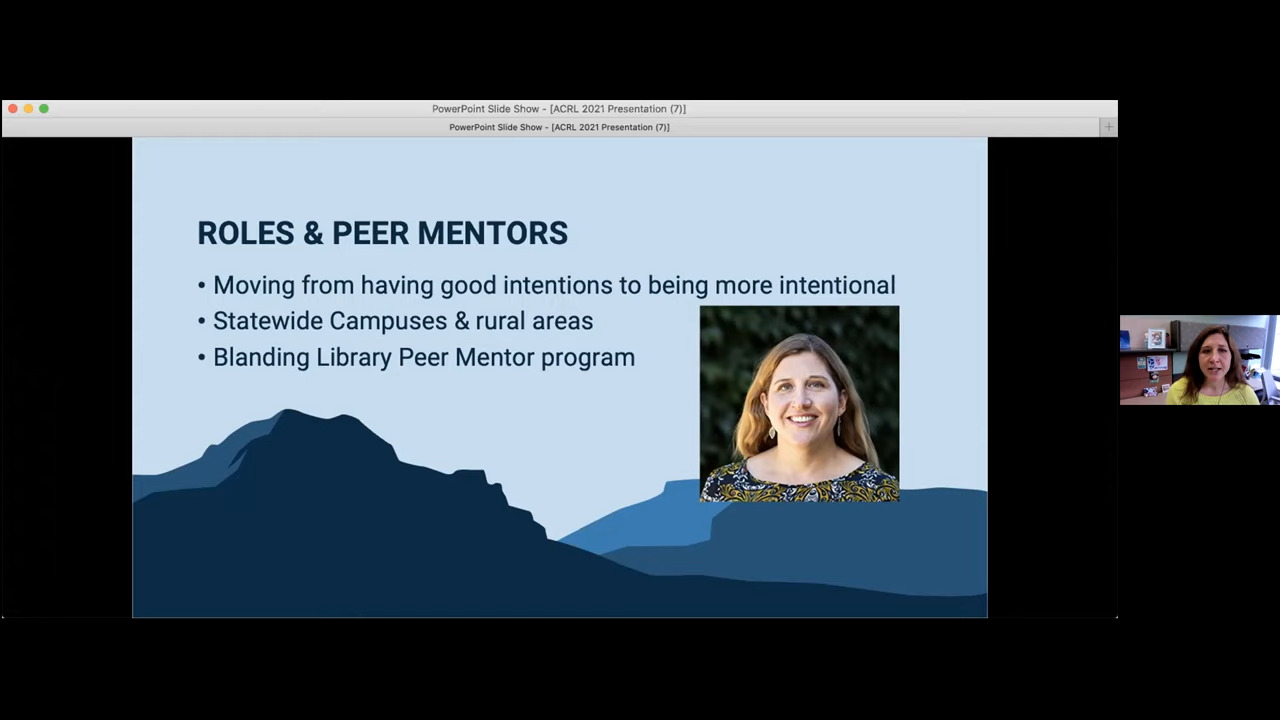 PowerPoint Slide Show - [ACRL 2021 Presentation (7)]
PowerPoint Slide Show - [ACRL 2021 Presentation (7)]
ROLES & PEER MENTORS
• Moving from having good intentions to being more intentional
• Statewide Campuses & rural areas
• Blanding Library Peer Mentor program